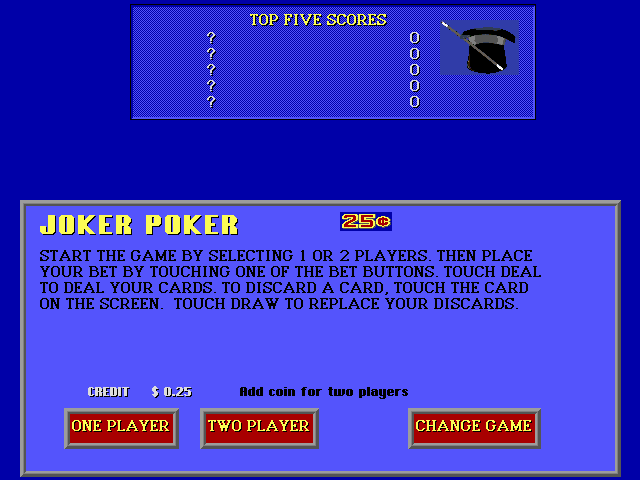 TOP FIVE SCORES
? 0
? 0
? 0
? 0
? 0
JOKER POKER 25¢
START THE GAME BY SELECTING 1 OR 2 PLAYERS. THEN PLACE
YOUR BET BY TOUCHING ONE OF THE BET BUTTONS. TOUCH DEAL
TO DEAL YOUR CARDS. TO DISCARD A CARD, TOUCH THE CARD
ON THE SCREEN. TOUCH DRAW TO REPLACE YOUR DISCARDS.
CREDIT $ 0.25 Add coin for two players
ONE PLAYER TWO PLAYER CHANGE GAME